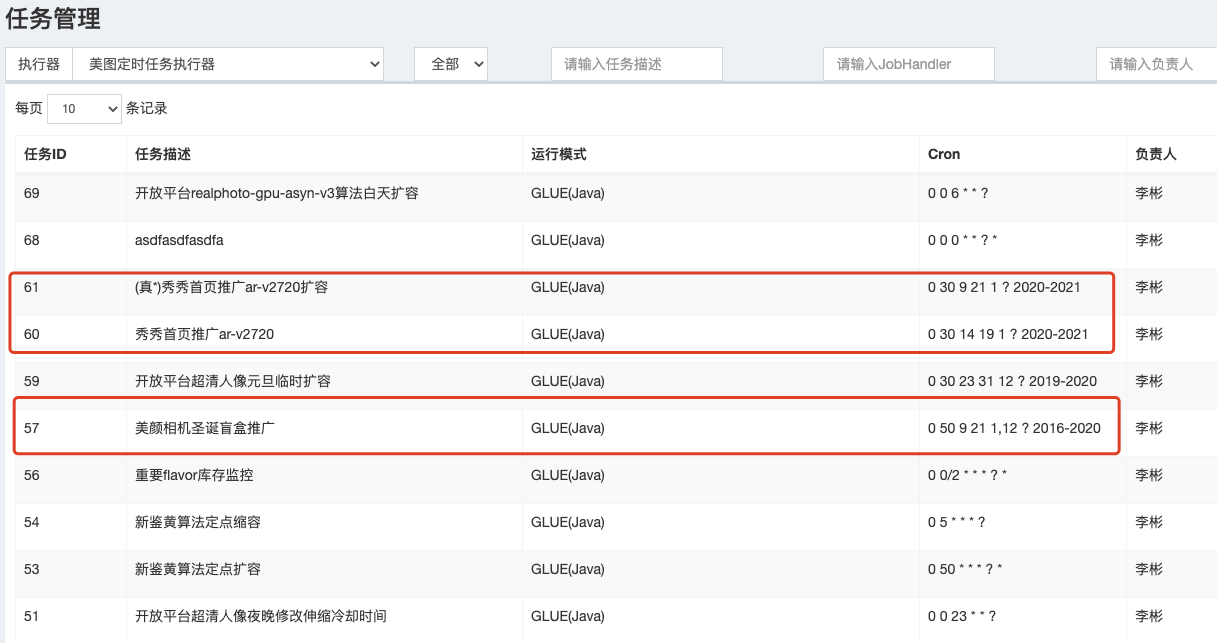 任务管理
执行器 美图定时任务执行器 全部 请输入任务描述 请输入JobHandler 请输入负责人
每页 10 条记录
任务ID 任务描述 运行模式 Cron 负责人
69 开放平台realphoto-gpu-asyn-v3算法白天扩容 GLUE(Java) 0 0 6 * * ? 李彬
68 asdfasdfasdfa GLUE(Java) 0 0 0 * * ? * 李彬
61 (真*)秀秀首页推广ar-v2720扩容 GLUE(Java) 0 30 9 21 1 ? 2020-2021 李彬
60 秀秀首页推广ar-v2720 GLUE(Java) 0 30 14 19 1 ? 2020-2021 李彬
59 开放平台超清人像元旦临时扩容 GLUE(Java) 0 30 23 31 12 ? 2019-2020 李彬
57 美颜相机圣诞盲盒推广 GLUE(Java) 0 50 9 21 1,12 ? 2016-2020 李彬
56 重要flavor库存监控 GLUE(Java) 0 0/2 * * * ? * 李彬
54 新鉴黄算法定点缩容 GLUE(Java) 0 5 * * * ? 李彬
53 新鉴黄算法定点扩容 GLUE(Java) 0 50 * * * ? * 李彬
51 开放平台超清人像夜晚修改伸缩冷却时间 GLUE(Java) 0 0 23 * * ? 李彬